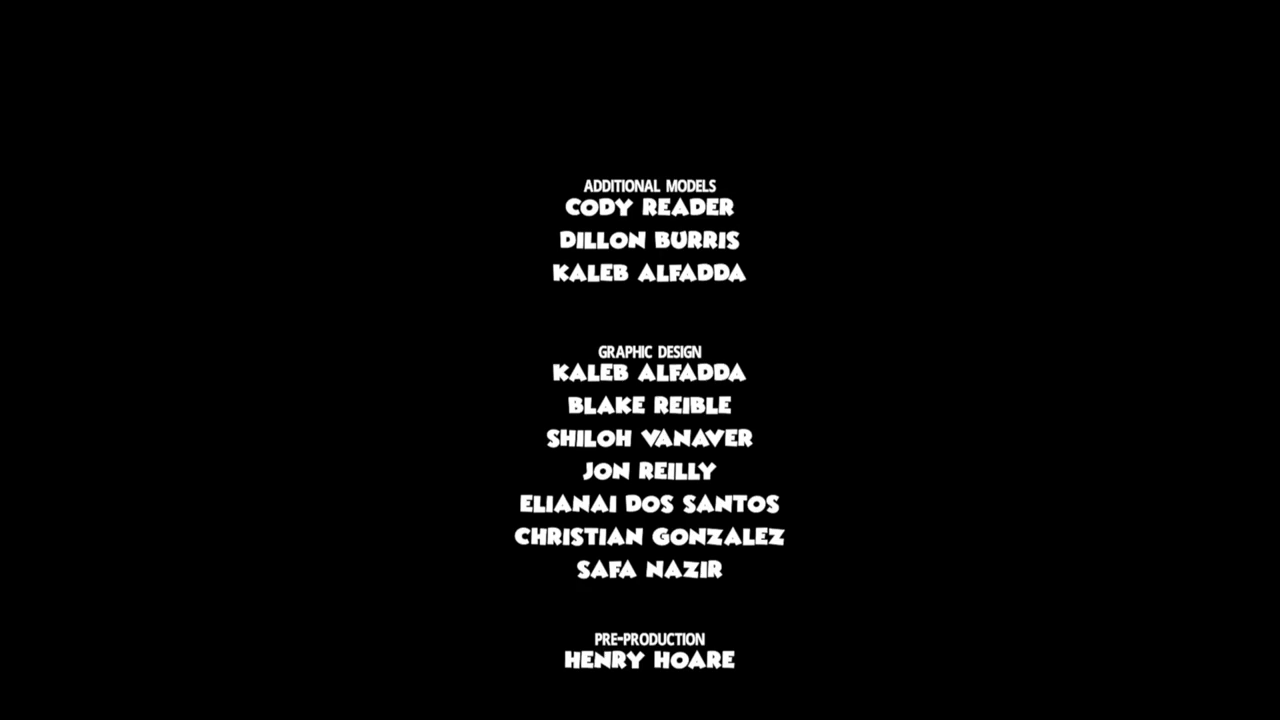 ADDITIONAL MODELS
CODY READER
DILLON BURRIS
KALEB ALFADDA
GRAPHIC DESIGN
KALEB ALFADDA
BLAKE REIBLE
SHILOH VANAVER
JON REILLY
ELIANAI DOS SANTOS
CHRISTIAN GONZALEZ
SAFA NAZIR
PRE-PRODUCTION
HENRY HOARE